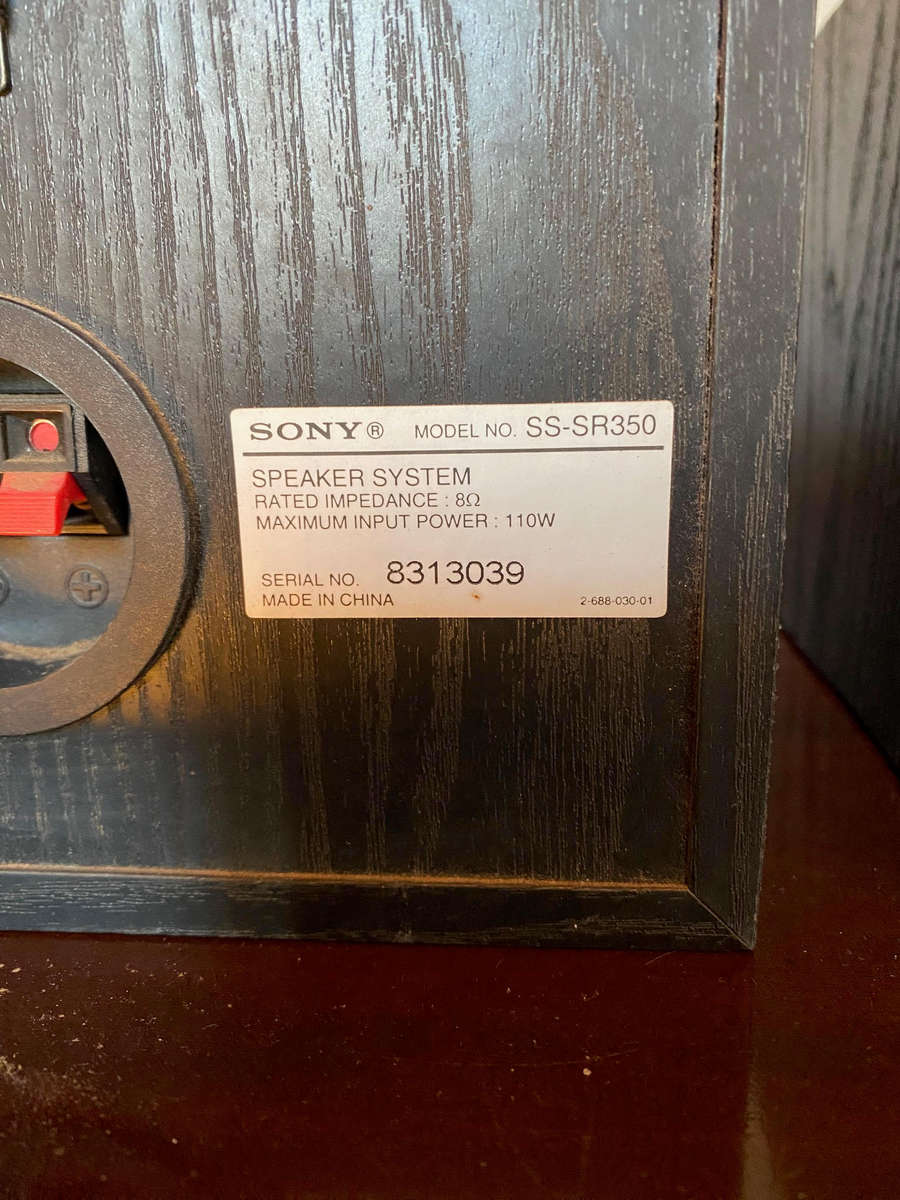 SONY® MODEL NO. SS-SR350
SPEAKER SYSTEM
RATED IMPEDANCE : 8Ω
MAXIMUM INPUT POWER : 110W
SERIAL NO. 8313039
MADE IN CHINA 2-688-030-01